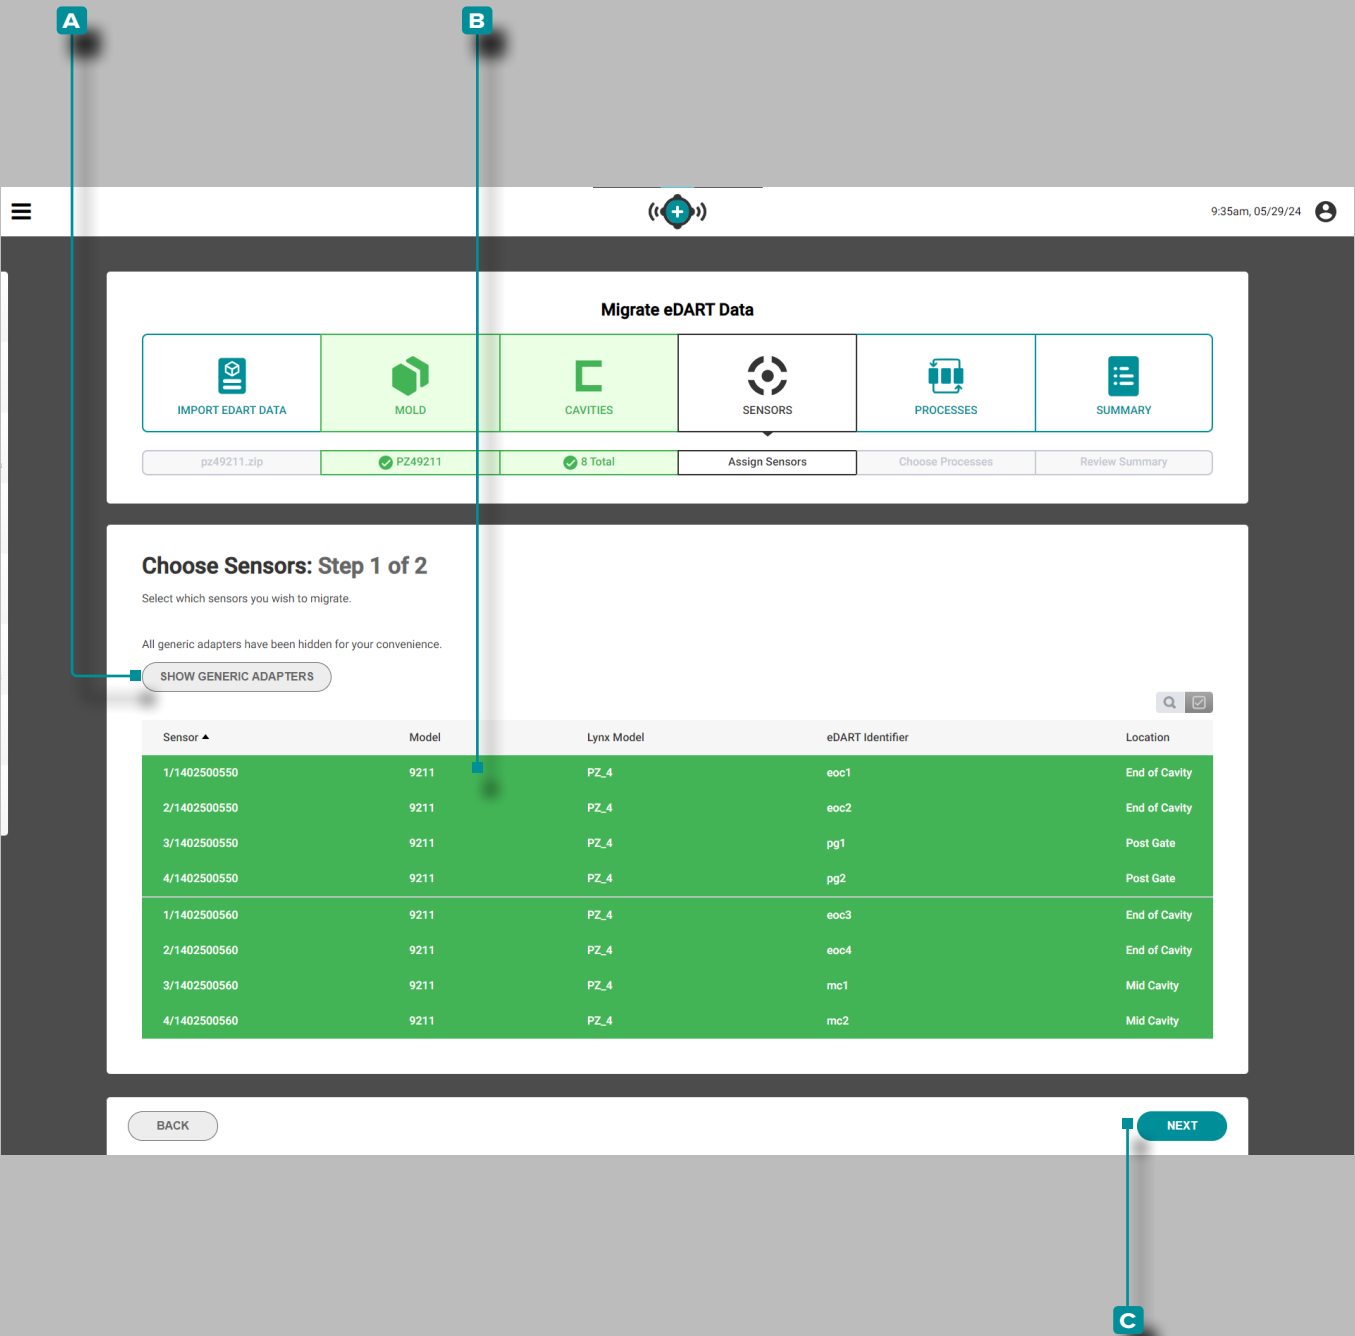 A B
9:35am, 05/29/24
Migrate eDART Data
IMPORT EDART DATA MOLD CAVITIES SENSORS PROCESSES SUMMARY
pz49211.zip PZ49211 8 Total Assign Sensors Choose Processes Review Summary
Choose Sensors: Step 1 of 2
Select which sensors you wish to migrate.
All generic adapters have been hidden for your convenience.
SHOW GENERIC ADAPTERS
Sensor Model Lynx Model eDART Identifier Location
1/1402500550 9211 PZ_4 eoc1 End of Cavity
2/1402500550 9211 PZ_4 eoc2 End of Cavity
3/1402500550 9211 PZ_4 pg1 Post Gate
4/1402500550 9211 PZ_4 pg2 Post Gate
1/1402500560 9211 PZ_4 eoc3 End of Cavity
2/1402500560 9211 PZ_4 eoc4 End of Cavity
3/1402500560 9211 PZ_4 mc1 Mid Cavity
4/1402500560 9211 PZ_4 mc2 Mid Cavity
BACK NEXT
C